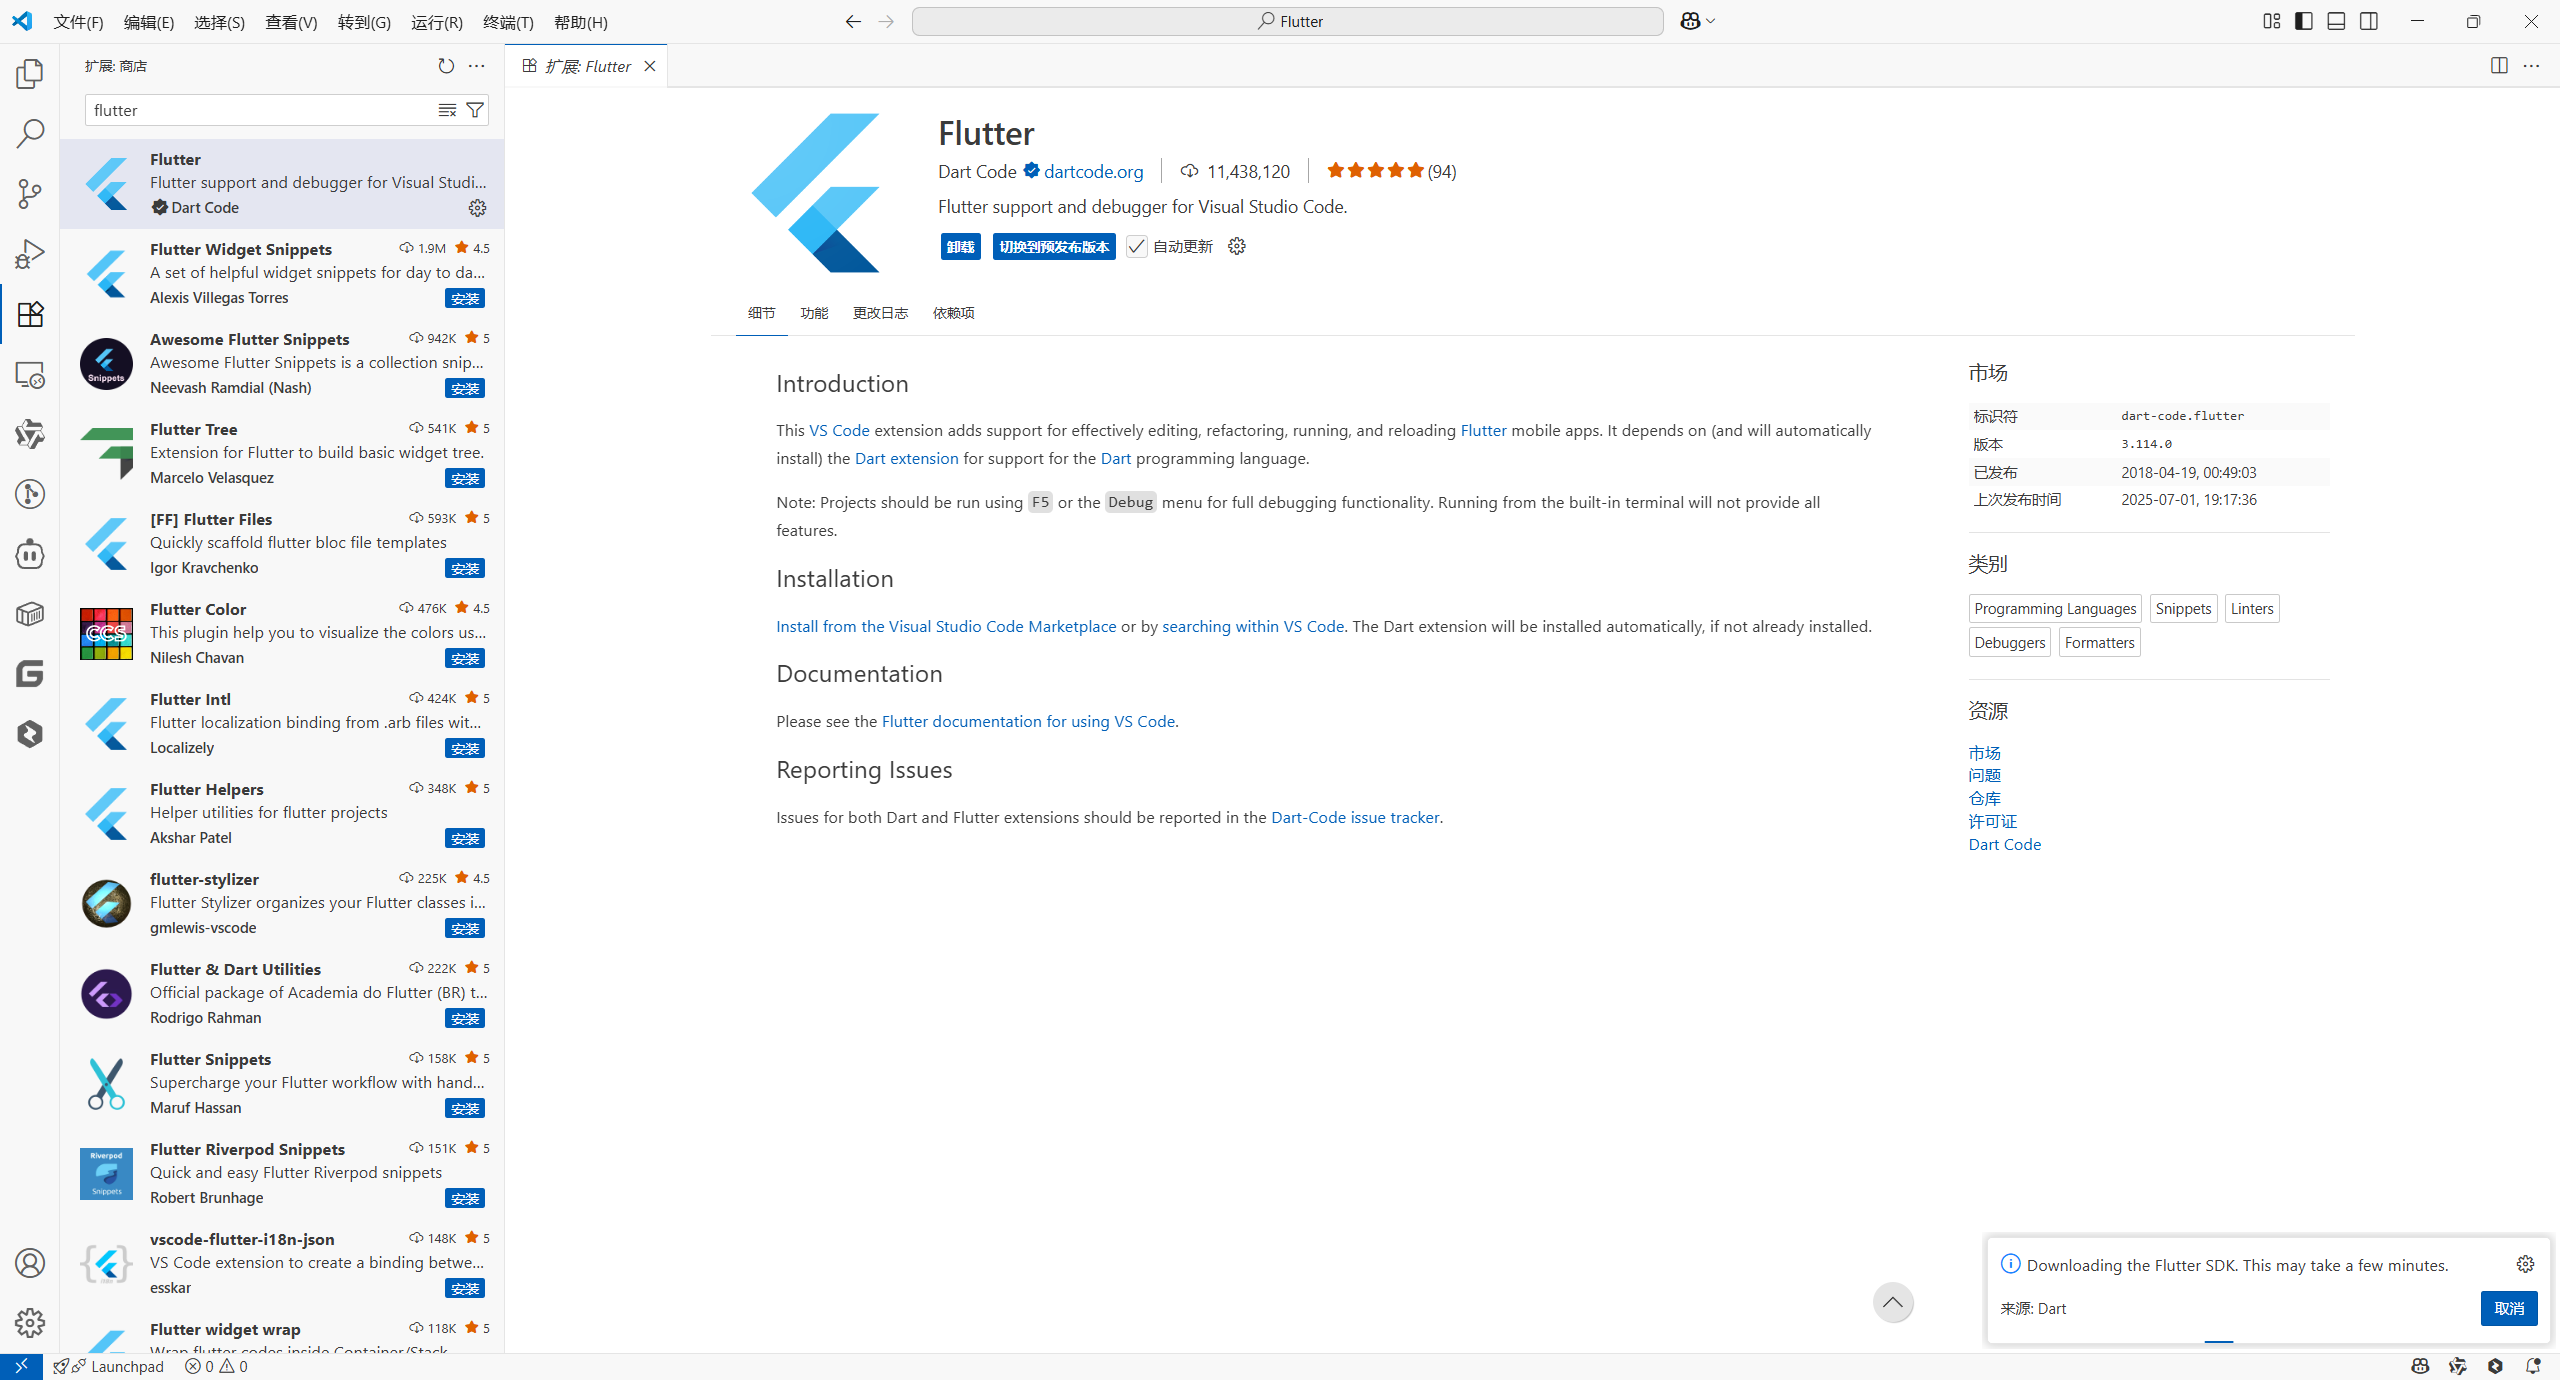 文件(F) 编辑(E) 选择(S) 查看(V) 转到(G) 运行(R) 终端(T) 帮助(H)
Flutter
扩展: 商店
扩展: Flutter
flutter
Flutter
Flutter support and debugger for Visual Studi...
Dart Code
Flutter Widget Snippets 1.9M 4.5
A set of helpful widget snippets for day to da...
Alexis Villegas Torres 安装
Awesome Flutter Snippets 942K 5
Awesome Flutter Snippets is a collection snip...
Neevash Ramdial (Nash) 安装
Snippets
Flutter Tree 541K 5
Extension for Flutter to build basic widget tree.
Marcelo Velasquez 安装
[FF] Flutter Files 593K 5
Quickly scaffold flutter bloc file templates
Igor Kravchenko 安装
Flutter Color 476K 4.5
This plugin help you to visualize the colors us...
Nilesh Chavan 安装
CCS
Flutter Intl 424K 5
Flutter localization binding from .arb files wit...
Localizely 安装
Flutter Helpers 348K 5
Helper utilities for flutter projects
Akshar Patel 安装
flutter-stylizer 225K 4.5
Flutter Stylizer organizes your Flutter classes i...
gmlewis-vscode 安装
Flutter & Dart Utilities 222K 5
Official package of Academia do Flutter (BR) t...
Rodrigo Rahman 安装
Flutter Snippets 158K 5
Supercharge your Flutter workflow with hand...
Maruf Hassan 安装
Flutter Riverpod Snippets 151K 5
Quick and easy Flutter Riverpod snippets
Robert Brunhage 安装
Riverpod
Snippets
vscode-flutter-i18n-json 148K 5
VS Code extension to create a binding betwe...
esskar 安装
Flutter widget wrap 118K 5
Wrap flutter codes inside Container/Stack
Flutter
Dart Code dartcode.org 11,438,120 (94)
Flutter support and debugger for Visual Studio Code.
卸载 切换到预发布版本 自动更新
细节 功能 更改日志 依赖项
Introduction
This VS Code extension adds support for effectively editing, refactoring, running, and reloading Flutter mobile apps. It depends on (and will automatically
install) the Dart extension for support for the Dart programming language.
Note: Projects should be run using F5 or the Debug menu for full debugging functionality. Running from the built-in terminal will not provide all
features.
Installation
Install from the Visual Studio Code Marketplace or by searching within VS Code. The Dart extension will be installed automatically, if not already installed.
Documentation
Please see the Flutter documentation for using VS Code.
Reporting Issues
Issues for both Dart and Flutter extensions should be reported in the Dart-Code issue tracker.
市场
标识符 dart-code.flutter
版本 3.114.0
已发布 2018-04-19, 00:49:03
上次发布时间 2025-07-01, 19:17:36
类别
Programming Languages Snippets Linters
Debuggers Formatters
资源
市场
问题
仓库
许可证
Dart Code
Downloading the Flutter SDK. This may take a few minutes.
来源: Dart 取消
Launchpad 0 0